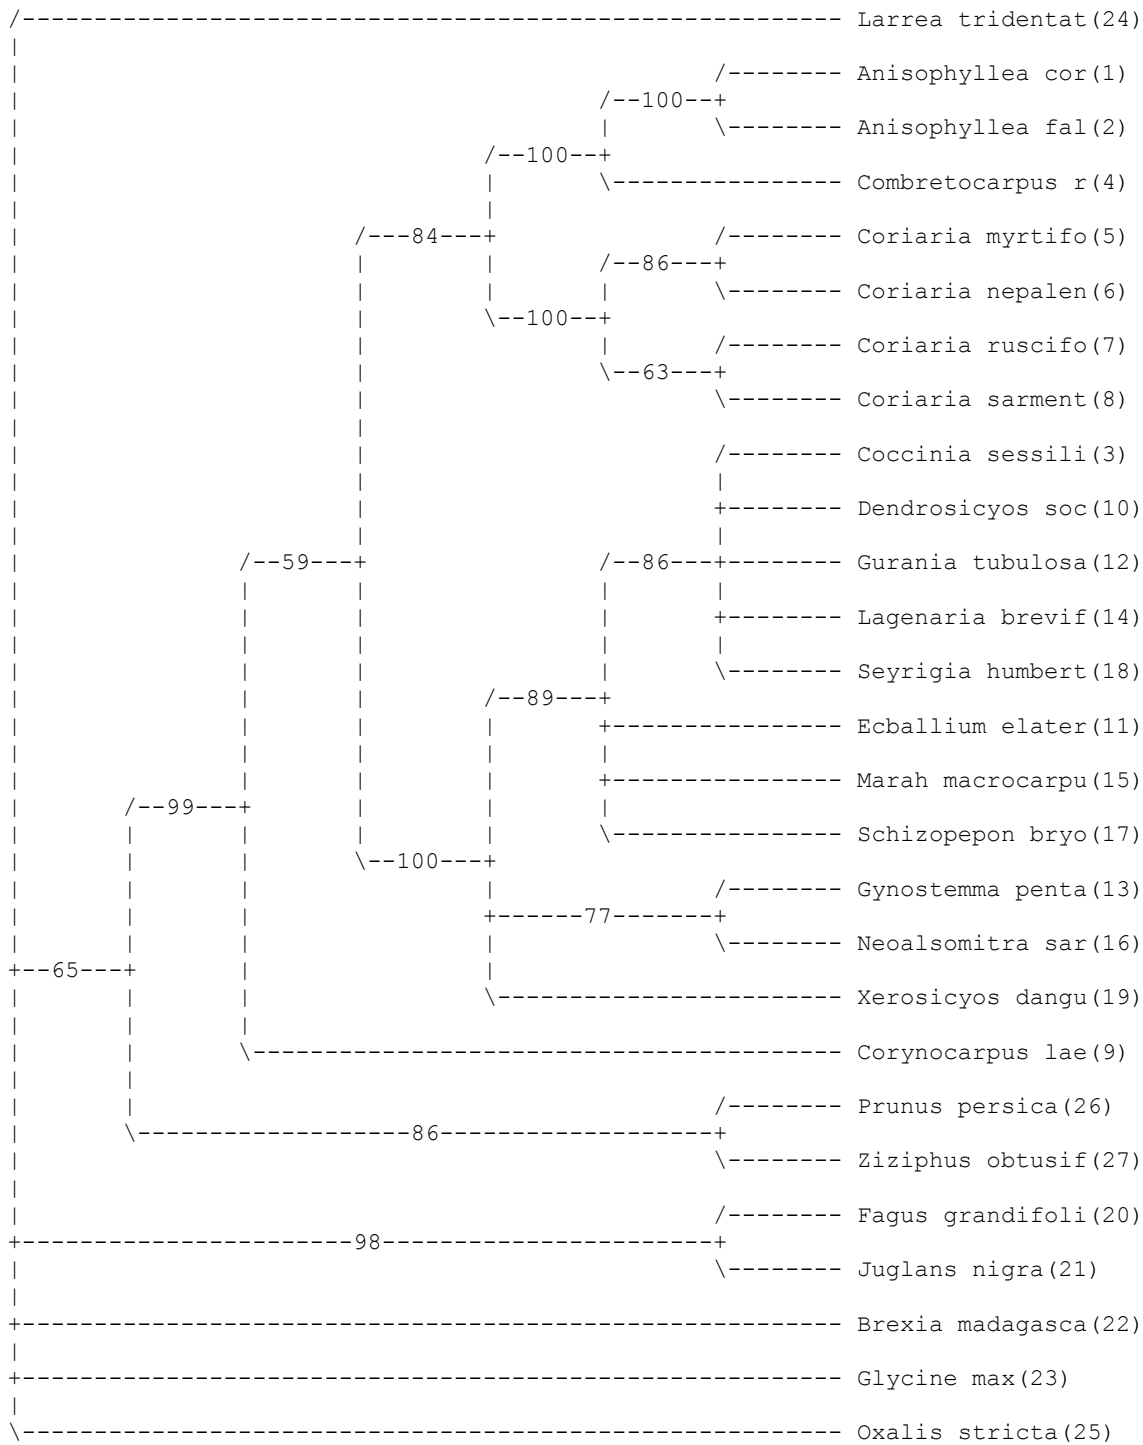 Larrea tridentat(24)
Anisophyllea cor(1)
100
Anisophyllea fal(2)
100
Combretocarpus r(4)
84
Coriaria myrtifo(5)
86
Coriaria nepalen(6)
100
Coriaria ruscifo(7)
63
Coriaria sarment(8)
Coccinia sessili(3)
Dendrosicyos soc(10)
59 86 Gurania tubulosa(12)
Lagenaria brevif(14)
Seyrigia humbert(18)
89
Ecballium elater(11)
Marah macrocarpu(15)
99
Schizopepon bryo(17)
100
Gynostemma penta(13)
77
Neoalsomitra sar(16)
65
Xerosicyos dangu(19)
Corynocarpus lae(9)
Prunus persica(26)
86
Ziziphus obtusif(27)
Fagus grandifoli(20)
98
Juglans nigra(21)
Brexia madagasca(22)
Glycine max(23)
Oxalis stricta(25)